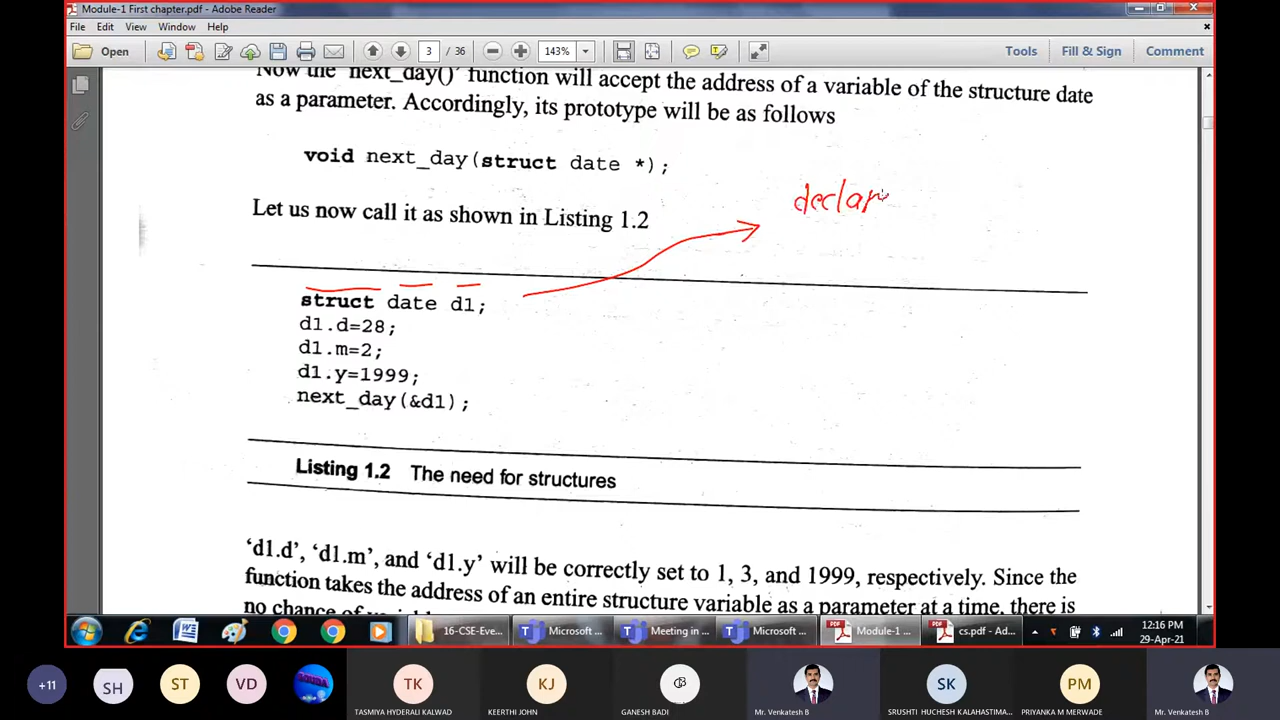 Module-1 First chapter.pdf - Adobe Reader
File Edit View Window Help
Open 3 / 36 143% Tools Fill & Sign Comment
Now the 'next_day()' function will accept the address of a variable of the structure date
as a parameter. Accordingly, its prototype will be as follows
void next_day(struct date *);
declar
Let us now call it as shown in Listing 1.2
struct date d1;
d1.d=28;
d1.m=2;
d1.y=1999;
next_day(&d1);
Listing 1.2 The need for structures
'd1.d', 'd1.m', and 'd1.y' will be correctly set to 1, 3, and 1999, respectively. Since the
function takes the address of an entire structure variable as a parameter at a time, there is
no chance of
16-CSE-Eve... Microsoft ... Meeting in ... Microsoft ... Module-1 ... cs.pdf - Ad...
12:16 PM
29-Apr-21
+11 SH ST VD TK KJ SK PM
TASMIYA HYDERALI KALWAD KEERTHI JOHN GANESH BADI Mr. Venkatesh B SRUSHTI HUCHESH KALAHASTIMA... PRIYANKA M MERWADE Mr. Venkatesh B